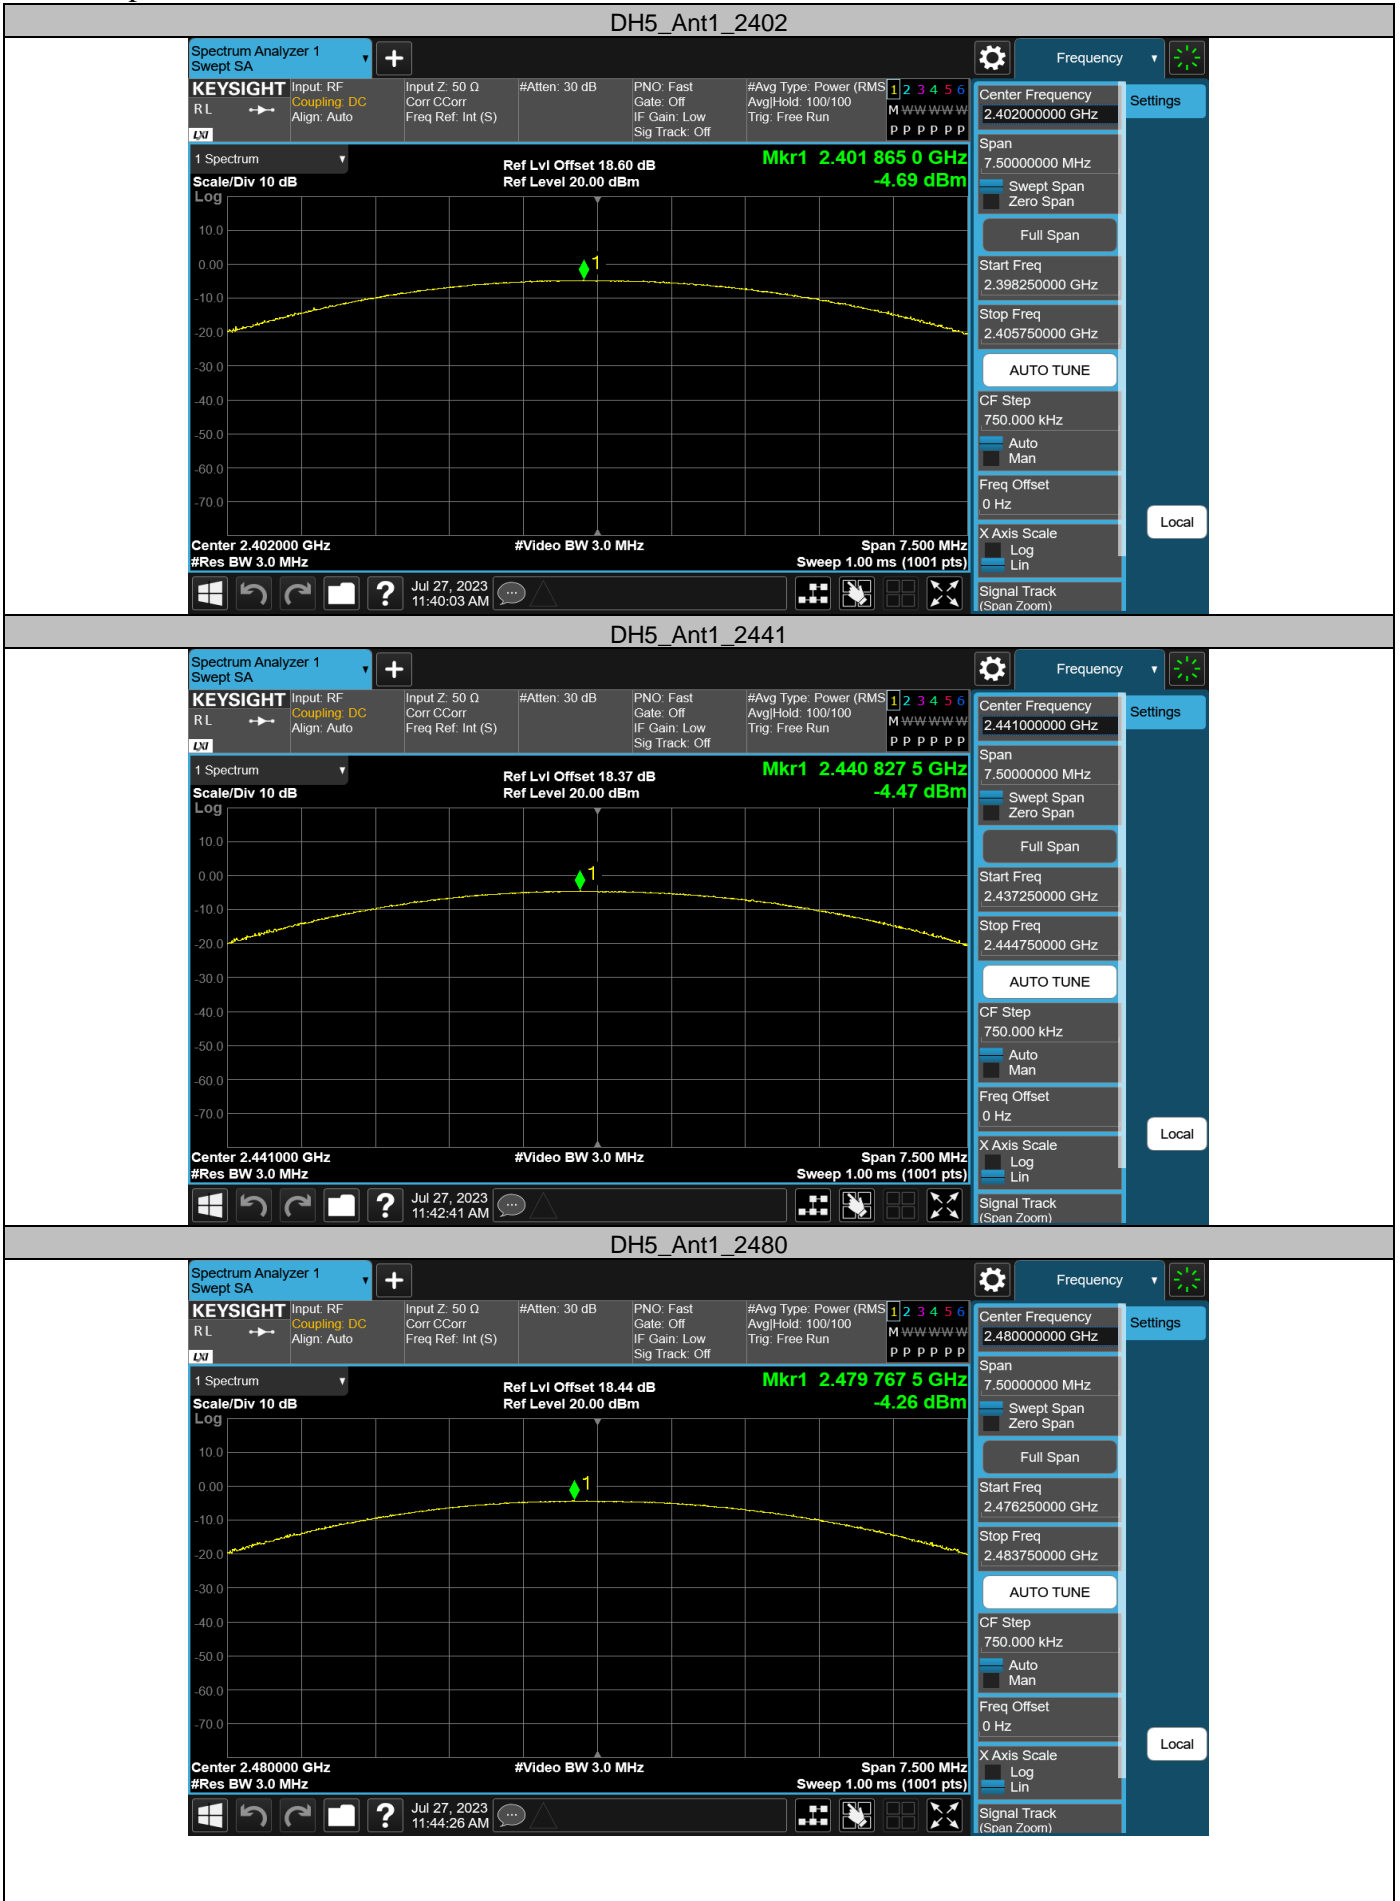 DH5_Ant1_2402
Spectrum Analyzer 1
Swept SA
Frequency
KEYSIGHT
R L
LXI
Input: RF
Coupling: DC
Align: Auto
Input Z: 50 Ω
Corr CCorr
Freq Ref: Int (S)
#Atten: 30 dB
PNO: Fast
Gate: Off
IF Gain: Low
Sig Track: Off
#Avg Type: Power (RMS
Avg|Hold: 100/100
Trig: Free Run
1 2 3 4 5 6
M W W W W W
P P P P P P
1 Spectrum
Scale/Div 10 dB
Ref Lvl Offset 18.60 dB
Ref Level 20.00 dBm
Mkr1 2.401 865 0 GHz
-4.69 dBm
Log
10.0
0.00
-10.0
-20.0
-30.0
-40.0
-50.0
-60.0
-70.0
1
Center 2.402000 GHz
#Res BW 3.0 MHz
#Video BW 3.0 MHz
Span 7.500 MHz
Sweep 1.00 ms (1001 pts)
Jul 27, 2023
11:40:03 AM
Center Frequency
2.402000000 GHz
Settings
Span
7.50000000 MHz
Swept Span
Zero Span
Full Span
Start Freq
2.398250000 GHz
Stop Freq
2.405750000 GHz
AUTO TUNE
CF Step
750.000 kHz
Auto
Man
Freq Offset
0 Hz
X Axis Scale
Log
Lin
Local
Signal Track
(Span Zoom)
DH5_Ant1_2441
Spectrum Analyzer 1
Swept SA
Frequency
KEYSIGHT
R L
LXI
Input: RF
Coupling: DC
Align: Auto
Input Z: 50 Ω
Corr CCorr
Freq Ref: Int (S)
#Atten: 30 dB
PNO: Fast
Gate: Off
IF Gain: Low
Sig Track: Off
#Avg Type: Power (RMS
Avg|Hold: 100/100
Trig: Free Run
1 2 3 4 5 6
M W W W W W
P P P P P P
1 Spectrum
Scale/Div 10 dB
Ref Lvl Offset 18.37 dB
Ref Level 20.00 dBm
Mkr1 2.440 827 5 GHz
-4.47 dBm
Log
10.0
0.00
-10.0
-20.0
-30.0
-40.0
-50.0
-60.0
-70.0
1
Center 2.441000 GHz
#Res BW 3.0 MHz
#Video BW 3.0 MHz
Span 7.500 MHz
Sweep 1.00 ms (1001 pts)
Jul 27, 2023
11:42:41 AM
Center Frequency
2.441000000 GHz
Settings
Span
7.50000000 MHz
Swept Span
Zero Span
Full Span
Start Freq
2.437250000 GHz
Stop Freq
2.444750000 GHz
AUTO TUNE
CF Step
750.000 kHz
Auto
Man
Freq Offset
0 Hz
X Axis Scale
Log
Lin
Local
Signal Track
(Span Zoom)
DH5_Ant1_2480
Spectrum Analyzer 1
Swept SA
Frequency
KEYSIGHT
R L
LXI
Input: RF
Coupling: DC
Align: Auto
Input Z: 50 Ω
Corr CCorr
Freq Ref: Int (S)
#Atten: 30 dB
PNO: Fast
Gate: Off
IF Gain: Low
Sig Track: Off
#Avg Type: Power (RMS
Avg|Hold: 100/100
Trig: Free Run
1 2 3 4 5 6
M W W W W W
P P P P P P
1 Spectrum
Scale/Div 10 dB
Ref Lvl Offset 18.44 dB
Ref Level 20.00 dBm
Mkr1 2.479 767 5 GHz
-4.26 dBm
Log
10.0
0.00
-10.0
-20.0
-30.0
-40.0
-50.0
-60.0
-70.0
1
Center 2.480000 GHz
#Res BW 3.0 MHz
#Video BW 3.0 MHz
Span 7.500 MHz
Sweep 1.00 ms (1001 pts)
Jul 27, 2023
11:44:26 AM
Center Frequency
2.480000000 GHz
Settings
Span
7.50000000 MHz
Swept Span
Zero Span
Full Span
Start Freq
2.476250000 GHz
Stop Freq
2.483750000 GHz
AUTO TUNE
CF Step
750.000 kHz
Auto
Man
Freq Offset
0 Hz
X Axis Scale
Log
Lin
Local
Signal Track
(Span Zoom)